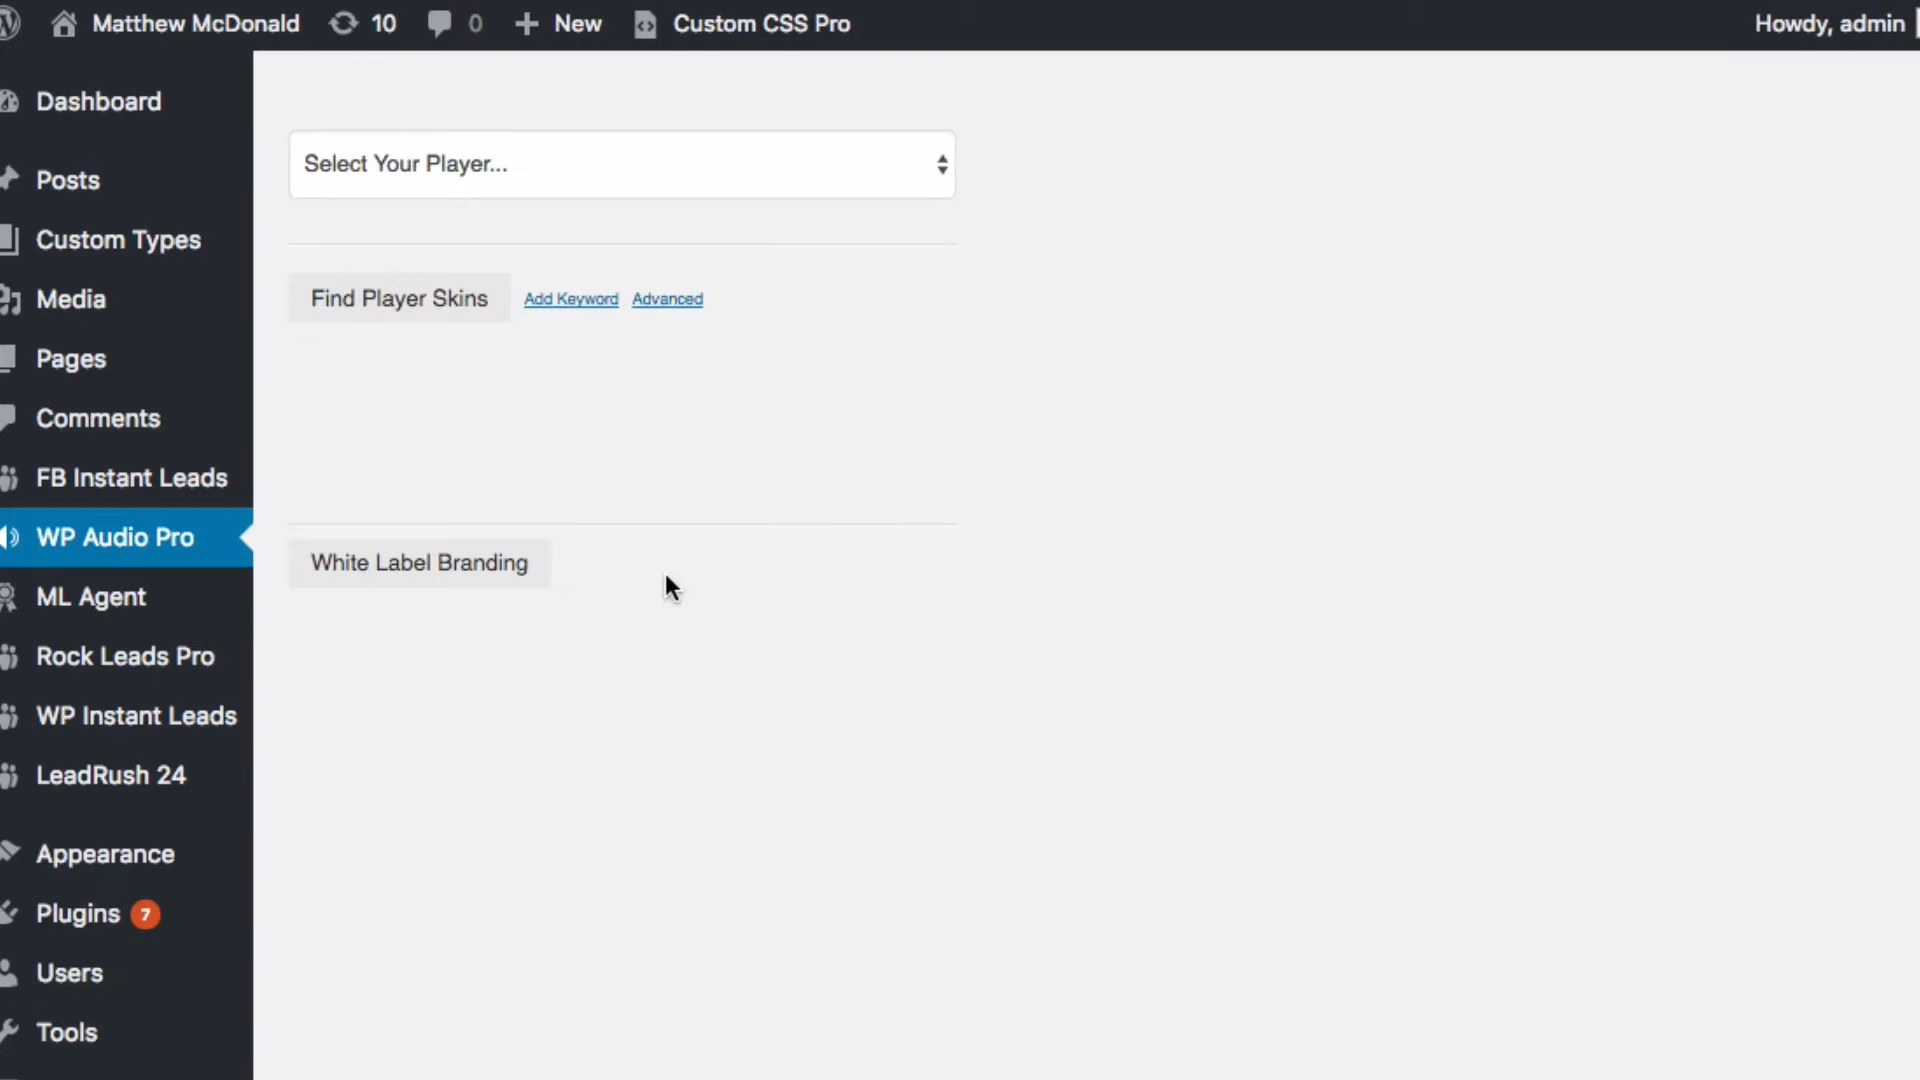 Matthew McDonald 10 0 New Custom CSS Pro Howdy, admin
Dashboard
Posts
Custom Types
Media
Pages
Comments
FB Instant Leads
WP Audio Pro
ML Agent
Rock Leads Pro
WP Instant Leads
LeadRush 24
Appearance
Plugins 7
Users
Tools
Select Your Player...
Find Player Skins Add Keyword Advanced
White Label Branding